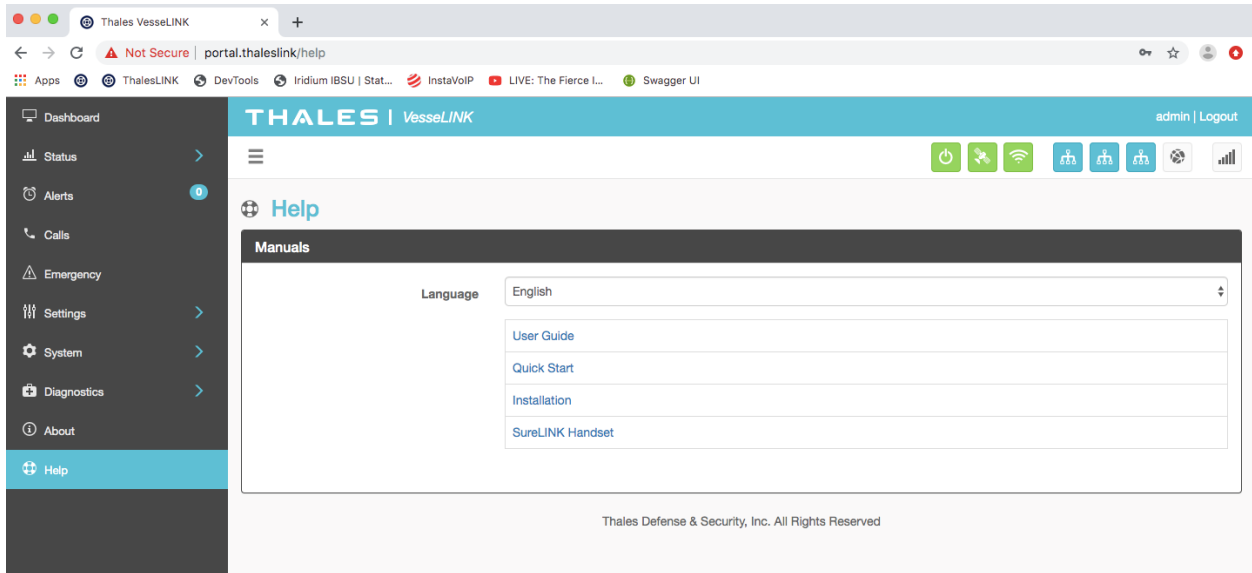 Thales VesseLINK
Not Secure | portal.thaleslink/help
Apps ThalesLINK DevTools Iridium IBSU | Stat... InstaVoIP LIVE: The Fierce I... Swagger UI
THALES | VesseLINK admin | Logout
Dashboard
Status
Alerts 0
Calls
Emergency
Settings
System
Diagnostics
About
Help
Help
Manuals
Language English
User Guide
Quick Start
Installation
SureLINK Handset
Thales Defense & Security, Inc. All Rights Reserved